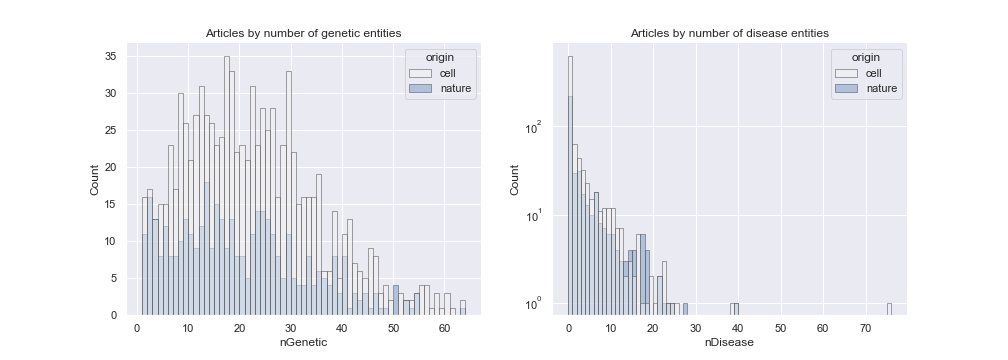 Articles by number of genetic entities
origin
cell
nature
Count
35
30
25
20
15
10
5
0
0 10 20 30 40 50 60
nGenetic
Articles by number of disease entities
origin
cell
nature
Count
10²
10¹
10⁰
0 10 20 30 40 50 60 70
nDisease